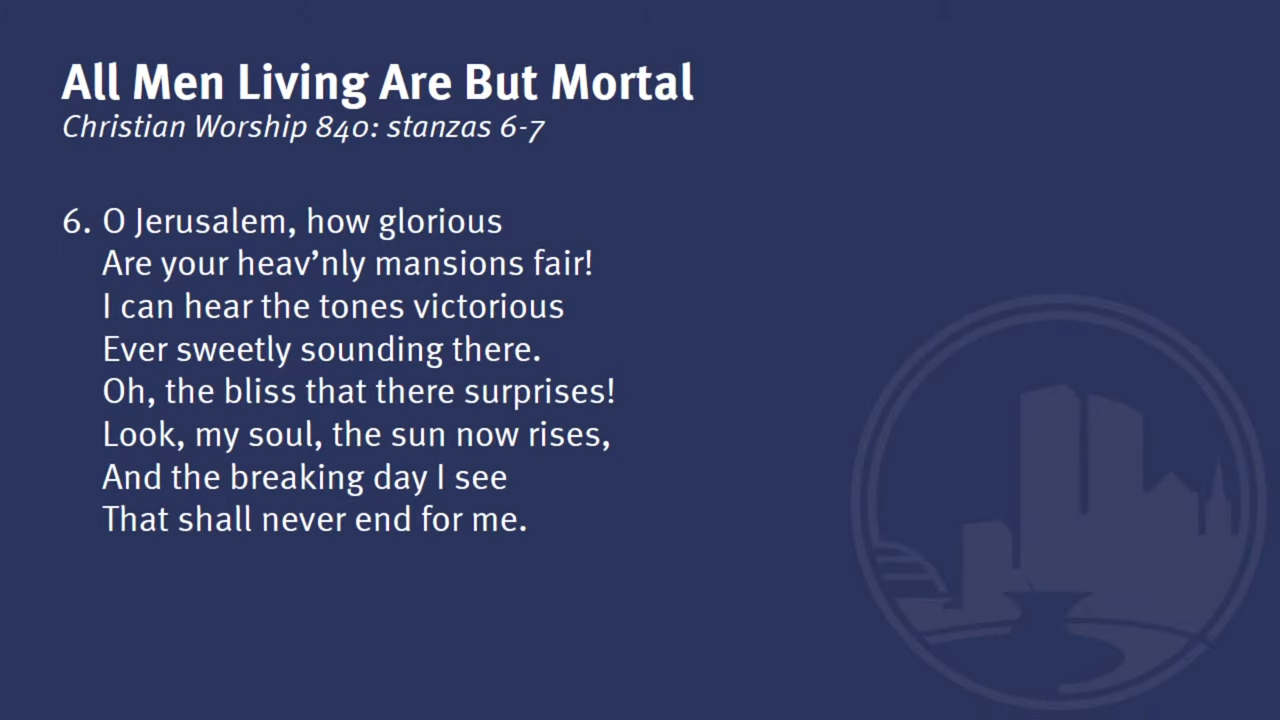 All Men Living Are But Mortal
Christian Worship 840: stanzas 6-7
6. O Jerusalem, how glorious
Are your heav’nly mansions fair!
I can hear the tones victorious
Ever sweetly sounding there.
Oh, the bliss that there surprises!
Look, my soul, the sun now rises,
And the breaking day I see
That shall never end for me.